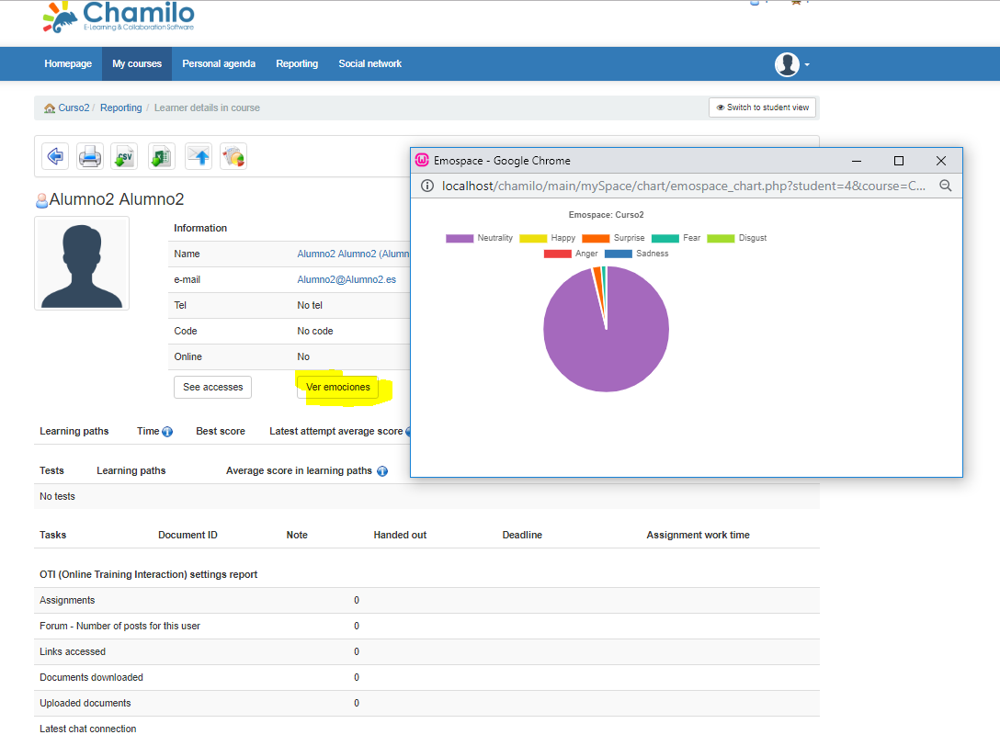 Chamilo
E-Learning & Collaboration Software
Homepage My courses Personal agenda Reporting Social network
Curso2 / Reporting / Learner details in course
Switch to student view
CSV
Emospace - Google Chrome
localhost/chamilo/main/mySpace/chart/emospace_chart.php?student=4&course=C...
Emospace: Curso2
Neutrality Happy Surprise Fear Disgust
Anger Sadness
Alumno2 Alumno2
Information
Name Alumno2 Alumno2 (Alumn
e-mail Alumno2@Alumno2.es
Tel No tel
Code No code
Online No
See accesses Ver emociones
Learning paths Time Best score Latest attempt average score
Tests Learning paths Average score in learning paths
No tests
Tasks Document ID Note Handed out Deadline Assignment work time
OTI (Online Training Interaction) settings report
Assignments 0
Forum - Number of posts for this user 0
Links accessed 0
Documents downloaded 0
Uploaded documents 0
Latest chat connection